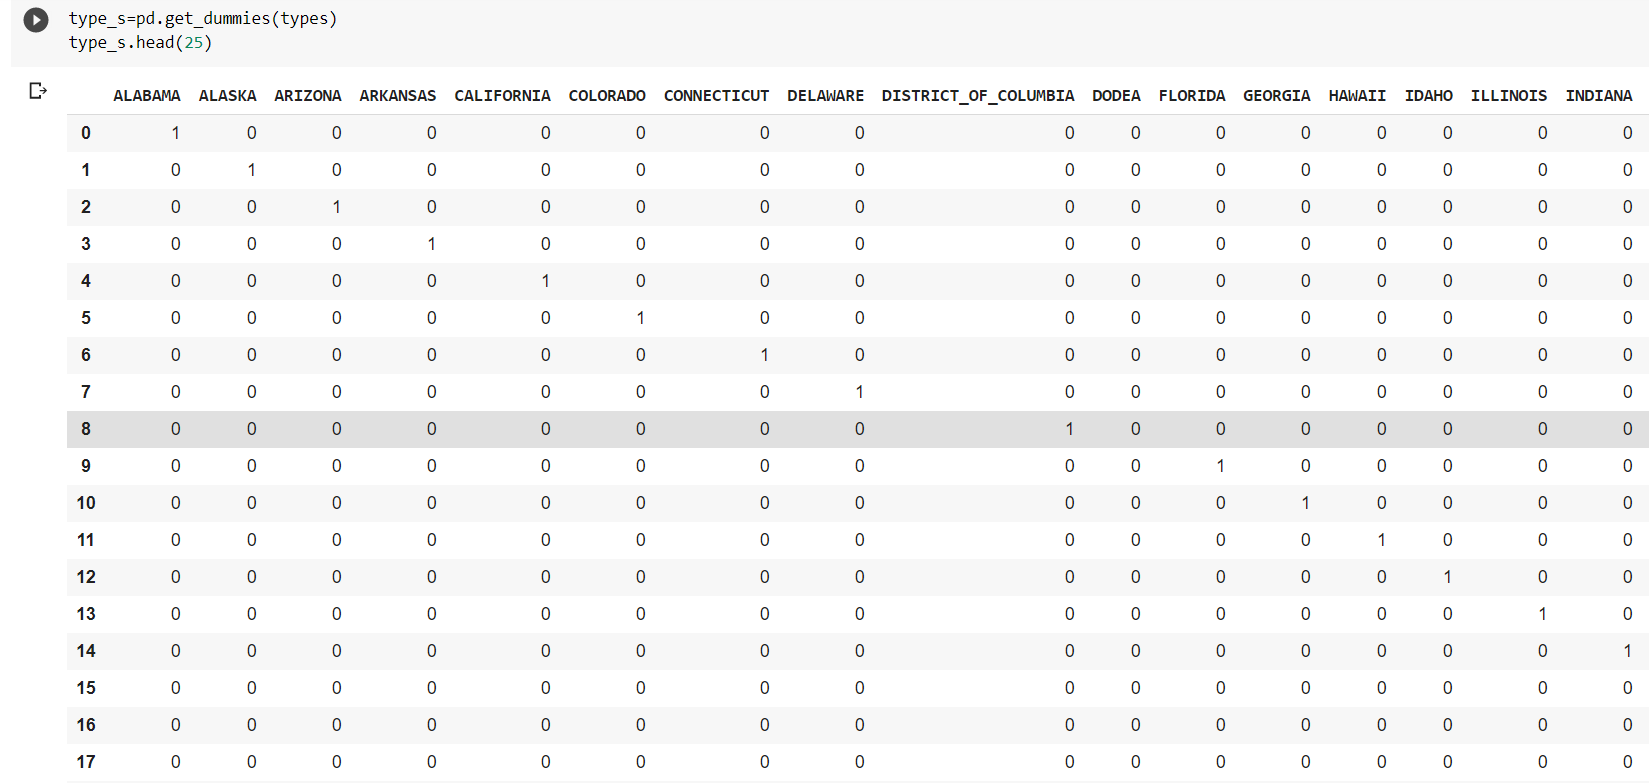 type_s=pd.get_dummies(types)
type_s.head(25)
ALABAMA ALASKA ARIZONA ARKANSAS CALIFORNIA COLORADO CONNECTICUT DELAWARE DISTRICT_OF_COLUMBIA DODEA FLORIDA GEORGIA HAWAII IDAHO ILLINOIS INDIANA
0 1 0 0 0 0 0 0 0 0 0 0 0 0 0 0 0
1 0 1 0 0 0 0 0 0 0 0 0 0 0 0 0 0
2 0 0 1 0 0 0 0 0 0 0 0 0 0 0 0 0
3 0 0 0 1 0 0 0 0 0 0 0 0 0 0 0 0
4 0 0 0 0 1 0 0 0 0 0 0 0 0 0 0 0
5 0 0 0 0 0 1 0 0 0 0 0 0 0 0 0 0
6 0 0 0 0 0 0 1 0 0 0 0 0 0 0 0 0
7 0 0 0 0 0 0 0 1 0 0 0 0 0 0 0 0
8 0 0 0 0 0 0 0 0 1 0 0 0 0 0 0 0
9 0 0 0 0 0 0 0 0 0 0 1 0 0 0 0 0
10 0 0 0 0 0 0 0 0 0 0 0 1 0 0 0 0
11 0 0 0 0 0 0 0 0 0 0 0 0 1 0 0 0
12 0 0 0 0 0 0 0 0 0 0 0 0 0 1 0 0
13 0 0 0 0 0 0 0 0 0 0 0 0 0 0 1 0
14 0 0 0 0 0 0 0 0 0 0 0 0 0 0 0 1
15 0 0 0 0 0 0 0 0 0 0 0 0 0 0 0 0
16 0 0 0 0 0 0 0 0 0 0 0 0 0 0 0 0
17 0 0 0 0 0 0 0 0 0 0 0 0 0 0 0 0